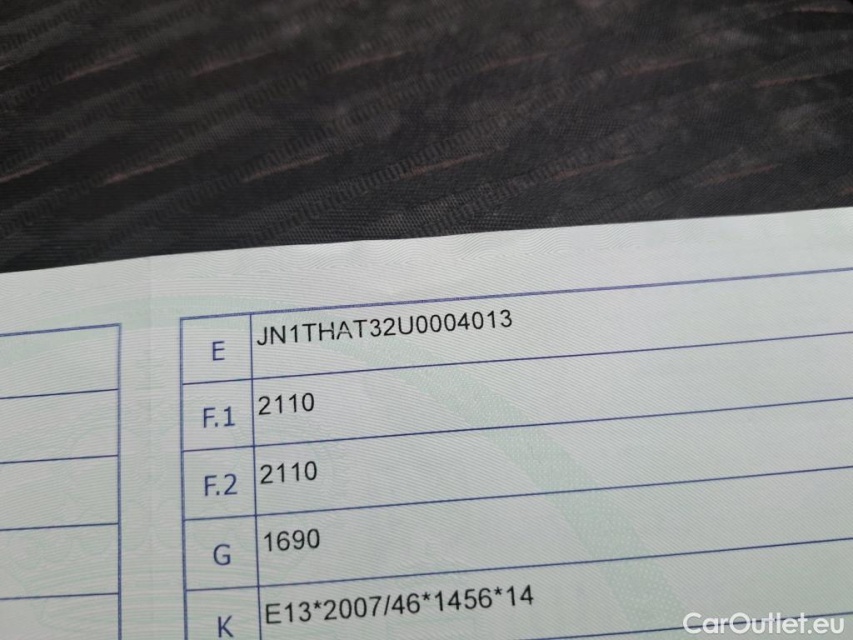 E JN1THAT32U0004013
F.1 2110
F.2 2110
G 1690
K E13*2007/46*1456*14
CarOutlet.eu